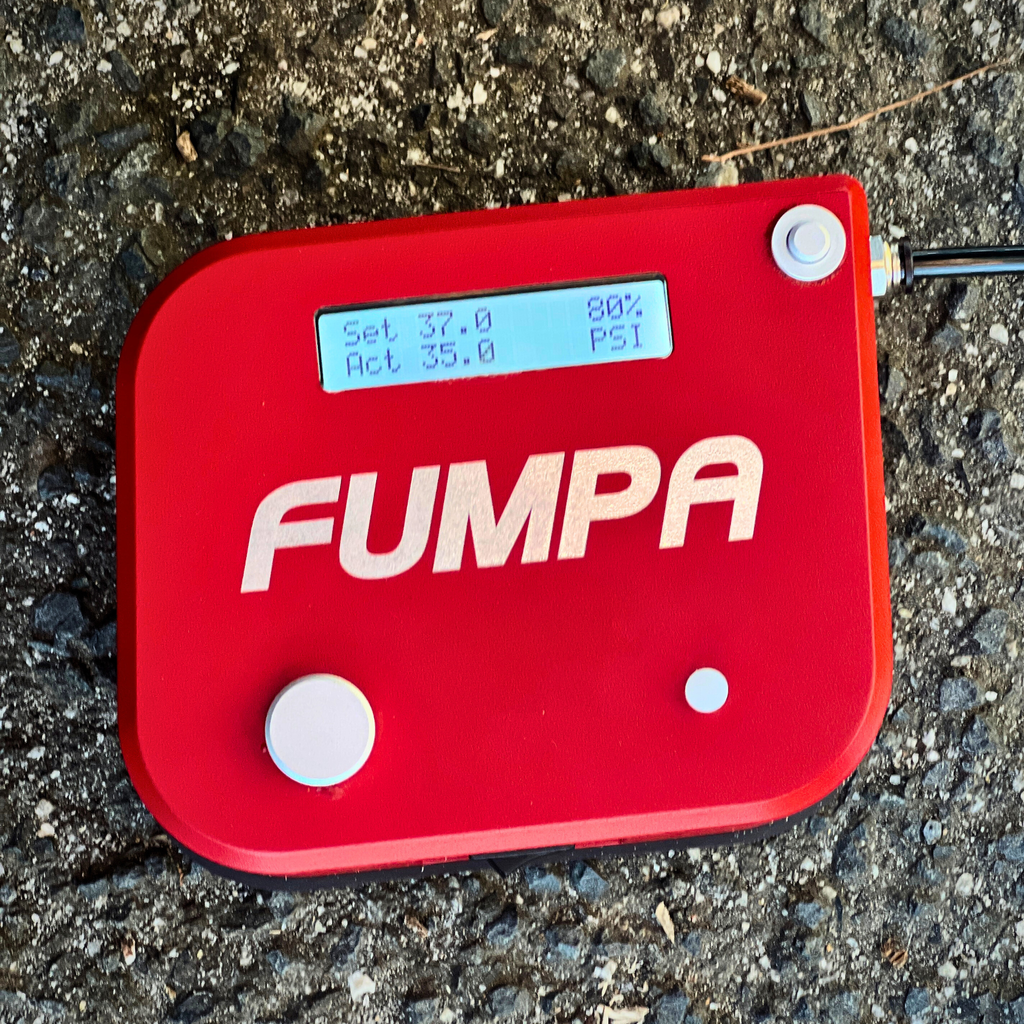 Set 37.0 80%
Act 35.0 PSI
FUMPA